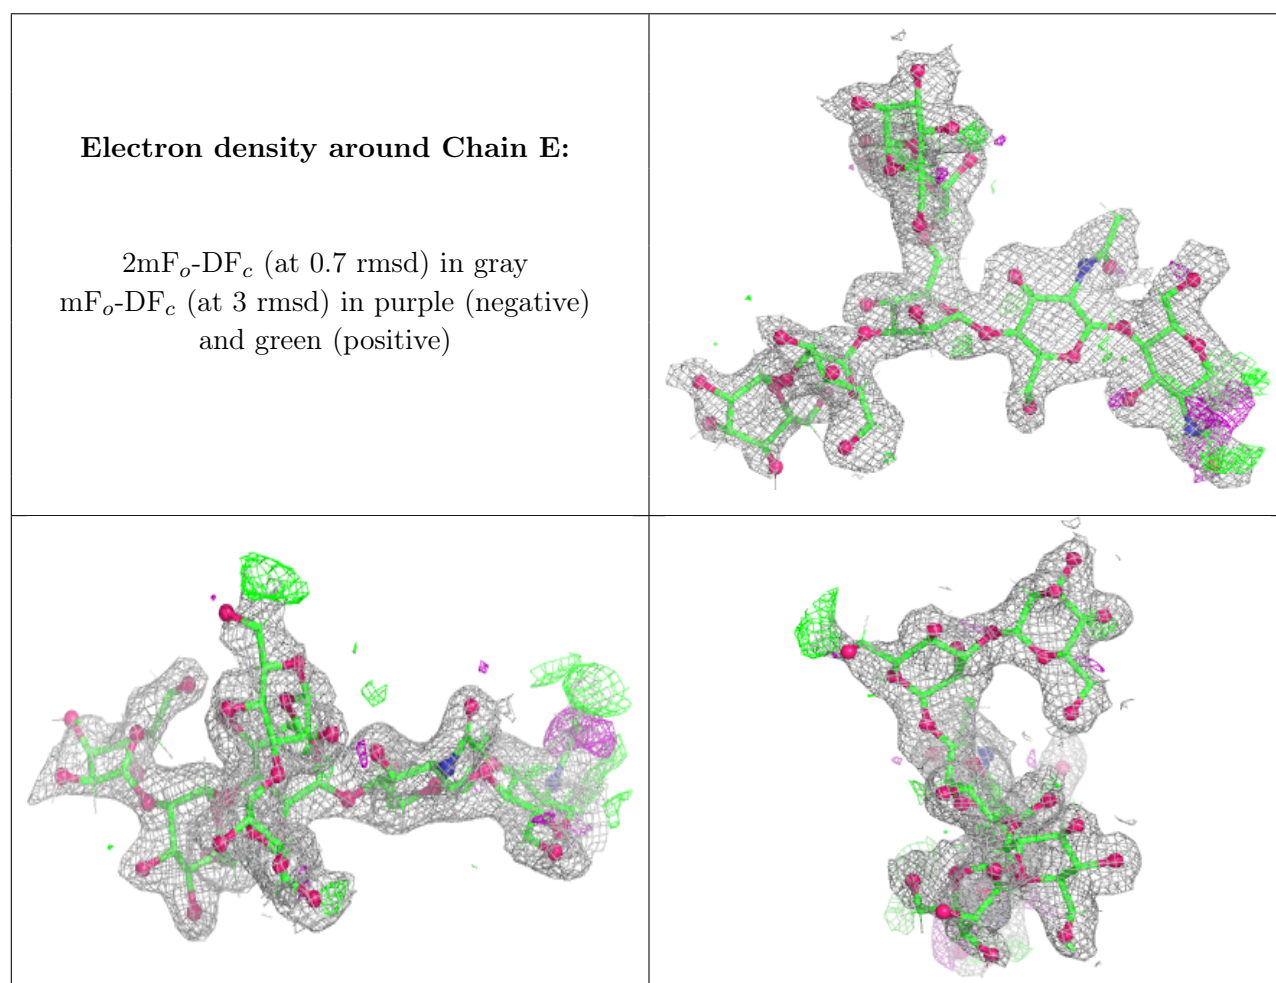 Electron density around Chain E:
2mFₒ-DF𝒸 (at 0.7 rmsd) in gray
mFₒ-DF𝒸 (at 3 rmsd) in purple (negative)
and green (positive)